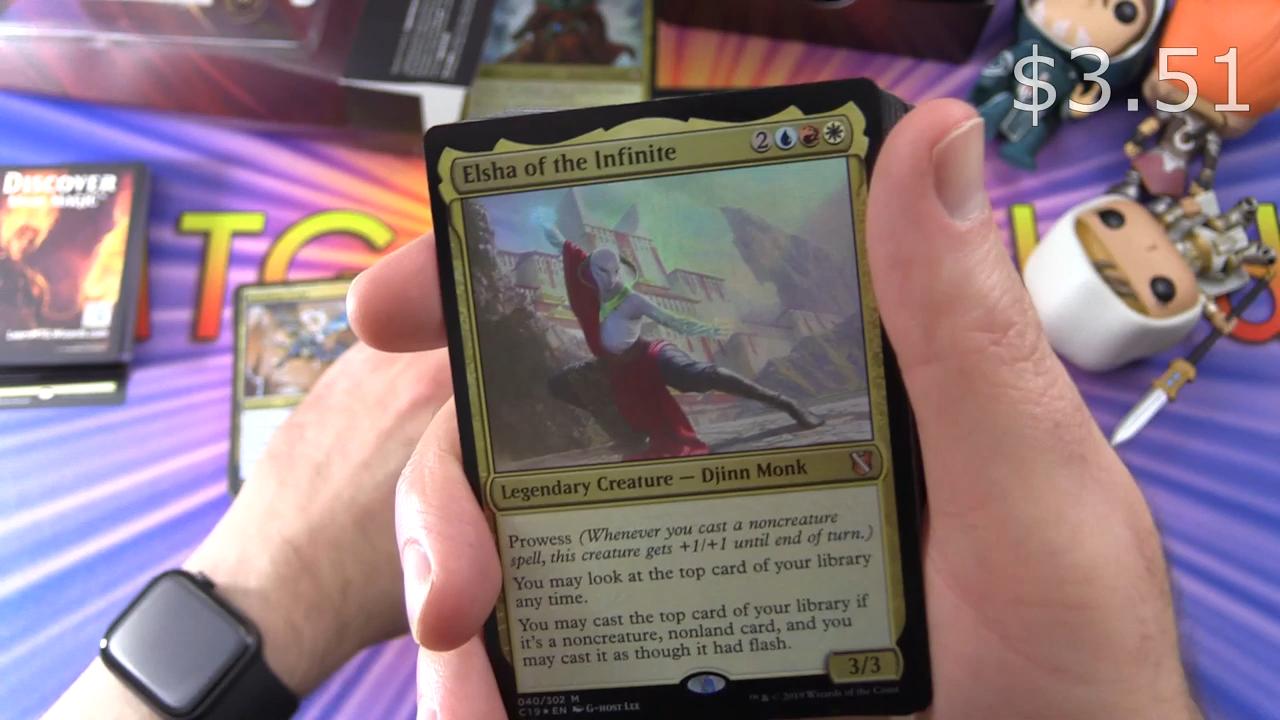 $3.51
Elsha of the Infinite 2
DISCOVER
Legendary Creature — Djinn Monk
Prowess (Whenever you cast a noncreature
spell, this creature gets +1/+1 until end of turn.)
You may look at the top card of your library
any time.
You may cast the top card of your library if
it's a noncreature, nonland card, and you
may cast it as though it had flash.
3/3
040/302 M
C19★EN G-HOST LEE
™ & © 2019 Wizards of the Coast